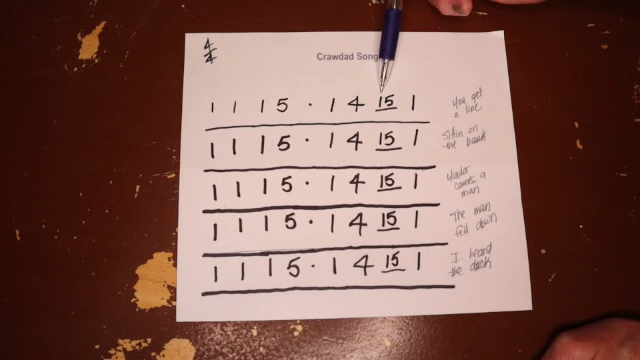 4/4
Crawdad Song
1 1 1 5 · 1 4 15 1
You get
a line
1 1 1 5 · 1 4 15 1
Sittin on
the bank
1 1 1 5 · 1 4 15 1
a
man
1 1 1 5 · 1 4 15 1
The man
fell down
1 1 1 5 · 1 4 15 1
I heard
the duck